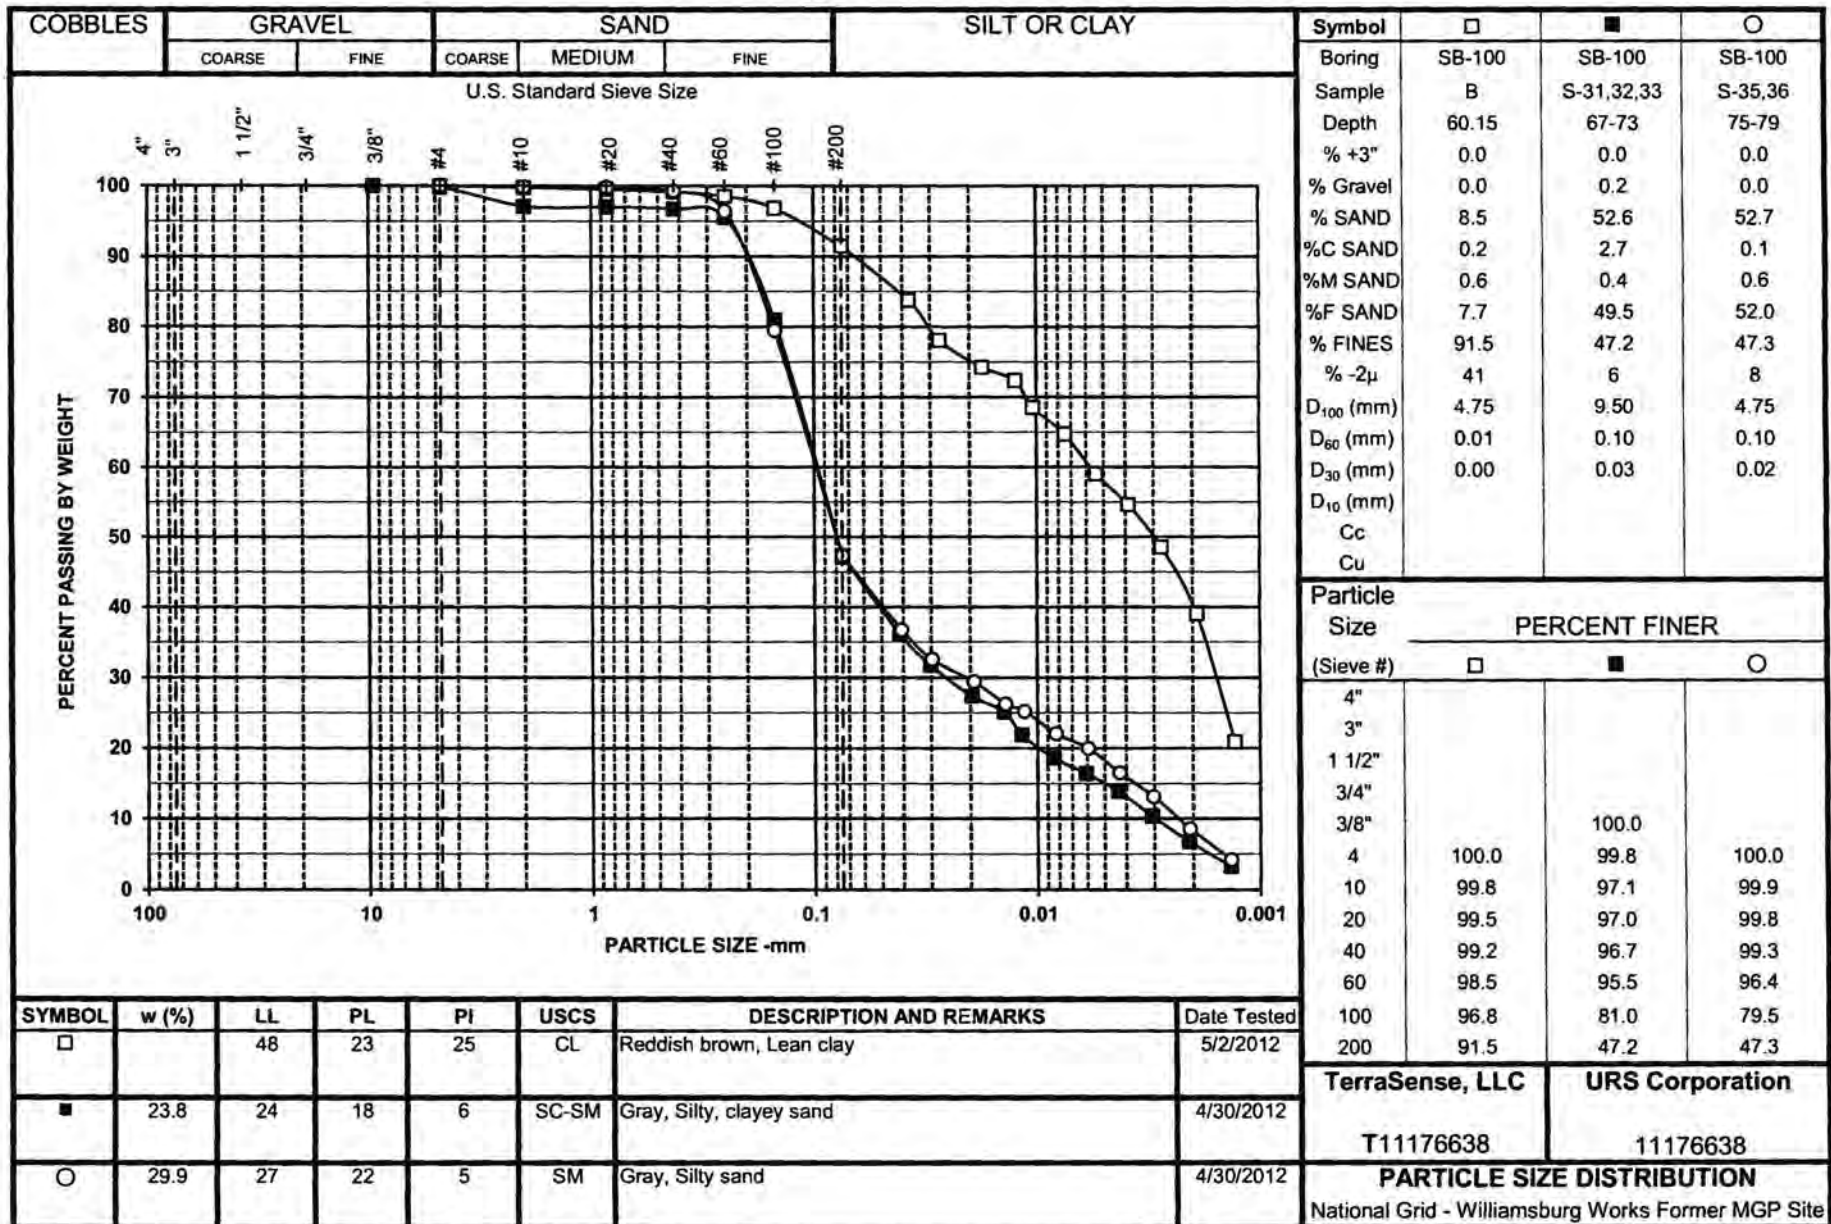 COBBLES GRAVEL SAND SILT OR CLAY
COARSE FINE COARSE MEDIUM FINE
U.S. Standard Sieve Size
4" 3" 1 1/2" 3/4" 3/8" #4 #10 #20 #40 #60 #100 #200
PERCENT PASSING BY WEIGHT
100
90
80
70
60
50
40
30
20
10
0
100 10 1 0.1 0.01 0.001
PARTICLE SIZE -mm
SYMBOL w (%) LL PL PI USCS DESCRIPTION AND REMARKS Date Tested
□ 48 23 25 CL Reddish brown, Lean clay 5/2/2012
■ 23.8 24 18 6 SC-SM Gray, Silty, clayey sand 4/30/2012
○ 29.9 27 22 5 SM Gray, Silty sand 4/30/2012
Symbol □ ■ ○
Boring SB-100 SB-100 SB-100
Sample B S-31,32,33 S-35,36
Depth 60.15 67-73 75-79
% +3" 0.0 0.0 0.0
% Gravel 0.0 0.2 0.0
% SAND 8.5 52.6 52.7
%C SAND 0.2 2.7 0.1
%M SAND 0.6 0.4 0.6
%F SAND 7.7 49.5 52.0
% FINES 91.5 47.2 47.3
% -2µ 41 6 8
D₁₀₀ (mm) 4.75 9.50 4.75
D₆₀ (mm) 0.01 0.10 0.10
D₃₀ (mm) 0.00 0.03 0.02
D₁₀ (mm)
Cc
Cu
Particle
Size PERCENT FINER
(Sieve #) □ ■ ○
4"
3"
1 1/2"
3/4"
3/8" 100.0
4 100.0 99.8 100.0
10 99.8 97.1 99.9
20 99.5 97.0 99.8
40 99.2 96.7 99.3
60 98.5 95.5 96.4
100 96.8 81.0 79.5
200 91.5 47.2 47.3
TerraSense, LLC URS Corporation
T11176638 11176638
PARTICLE SIZE DISTRIBUTION
National Grid - Williamsburg Works Former MGP Site